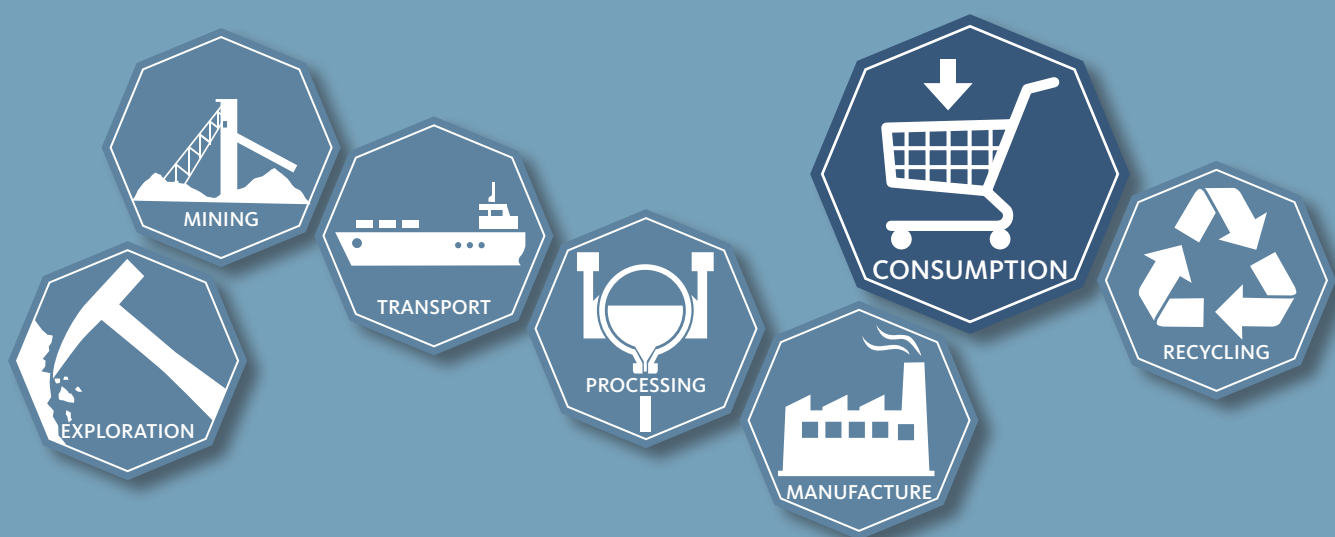 EXPLORATION
MINING
TRANSPORT
PROCESSING
MANUFACTURE
CONSUMPTION
RECYCLING